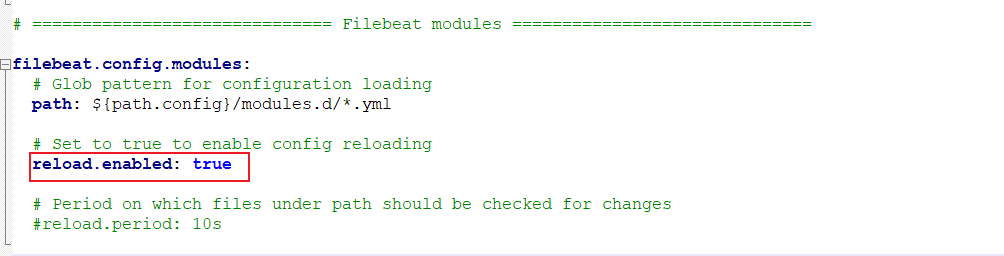 # ============================== Filebeat modules ==============================
filebeat.config.modules:
# Glob pattern for configuration loading
path: ${path.config}/modules.d/*.yml
# Set to true to enable config reloading
reload.enabled: true
# Period on which files under path should be checked for changes
#reload.period: 10s